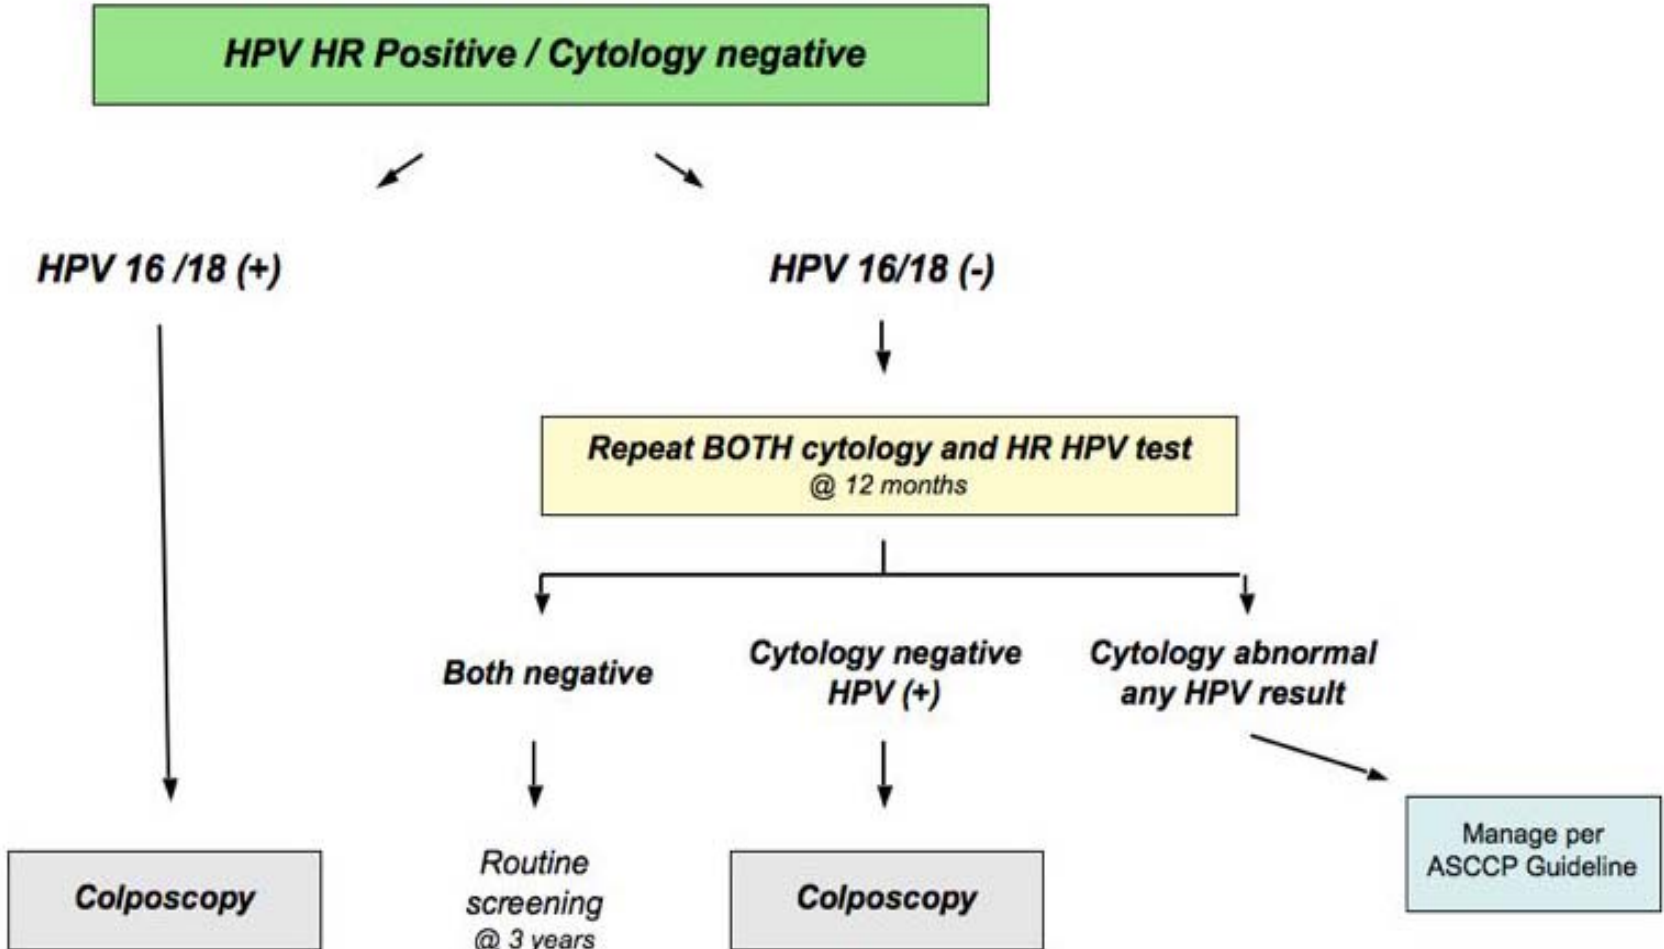 HPV HR Positive / Cytology negative
HPV 16 /18 (+)
HPV 16/18 (-)
Repeat BOTH cytology and HR HPV test
@ 12 months
Both negative
Cytology negative
HPV (+)
Cytology abnormal
any HPV result
Colposcopy
Routine
screening
@ 3 years
Colposcopy
Manage per
ASCCP Guideline